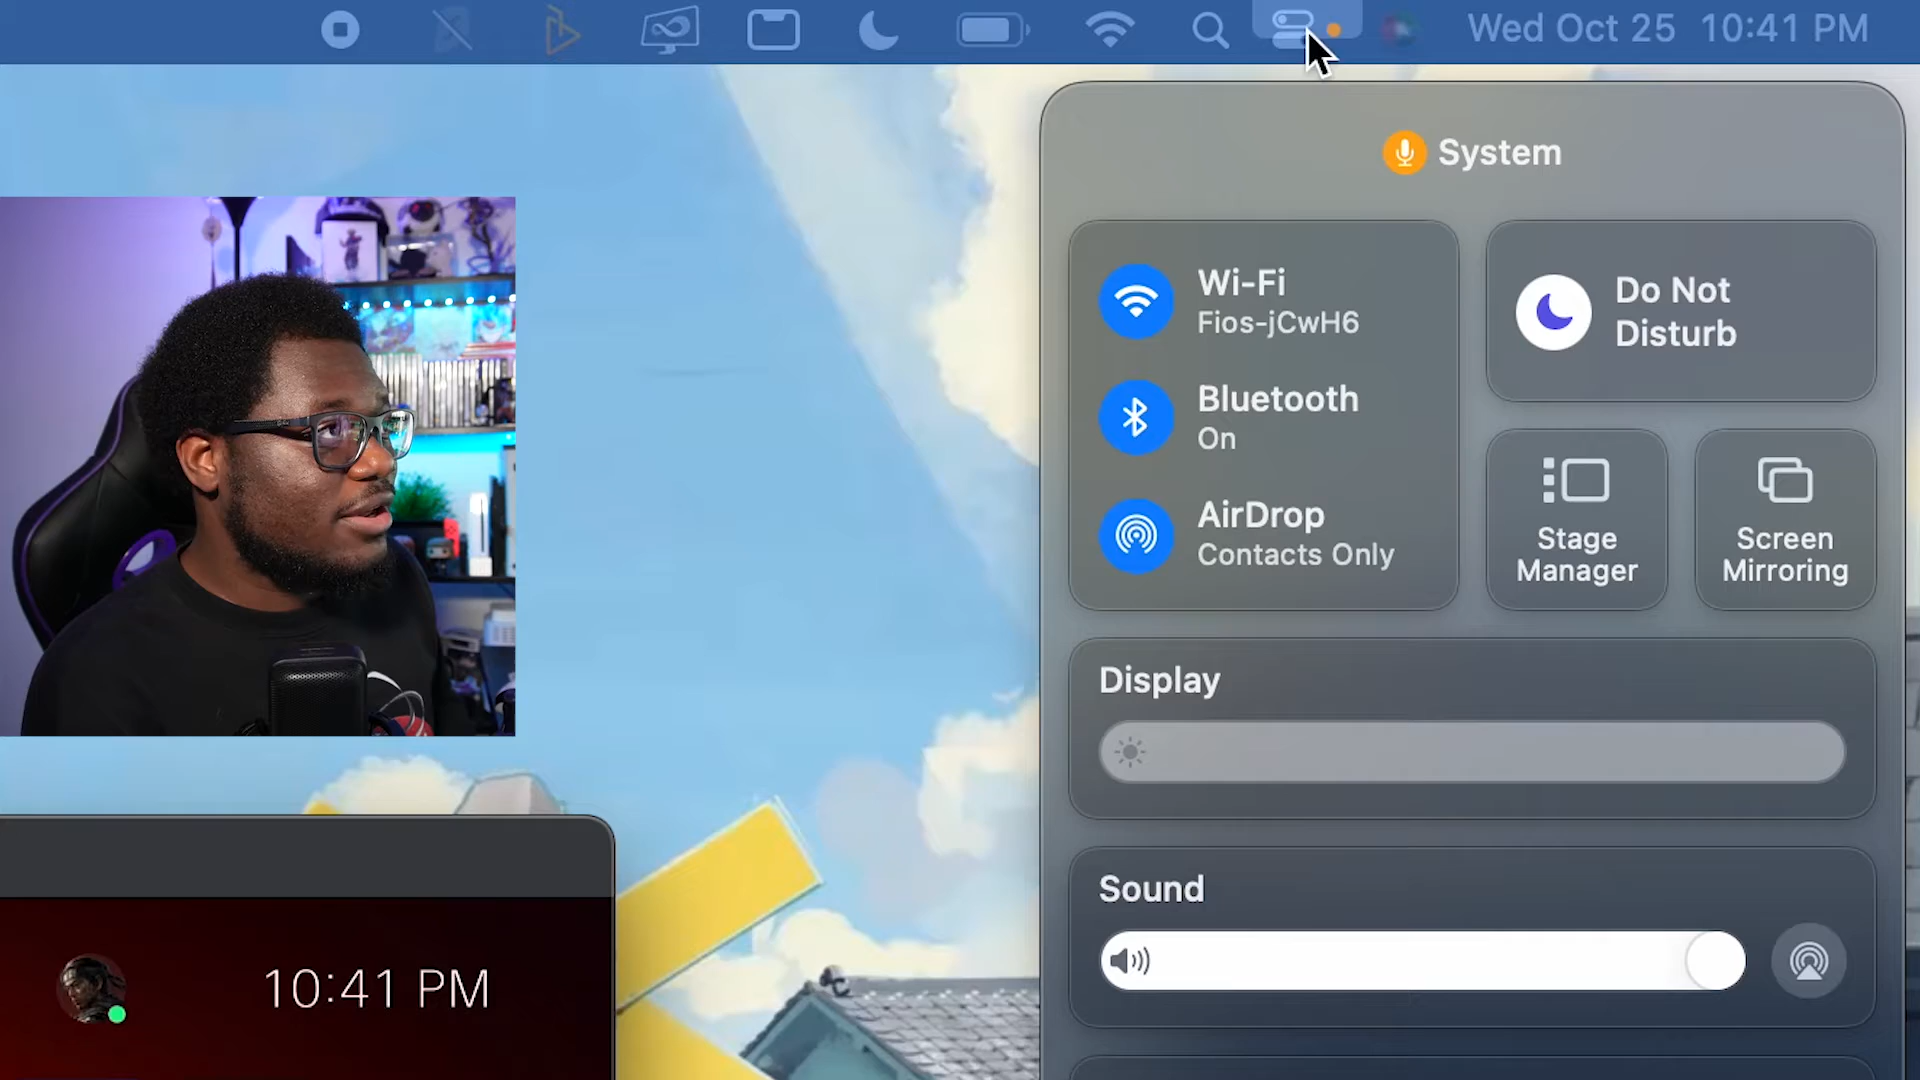 Wed Oct 25 10:41 PM
System
Wi-Fi
Fios-jCwH6
Bluetooth
On
AirDrop
Contacts Only
Do Not
Disturb
Stage
Manager
Screen
Mirroring
Display
Sound
10:41 PM